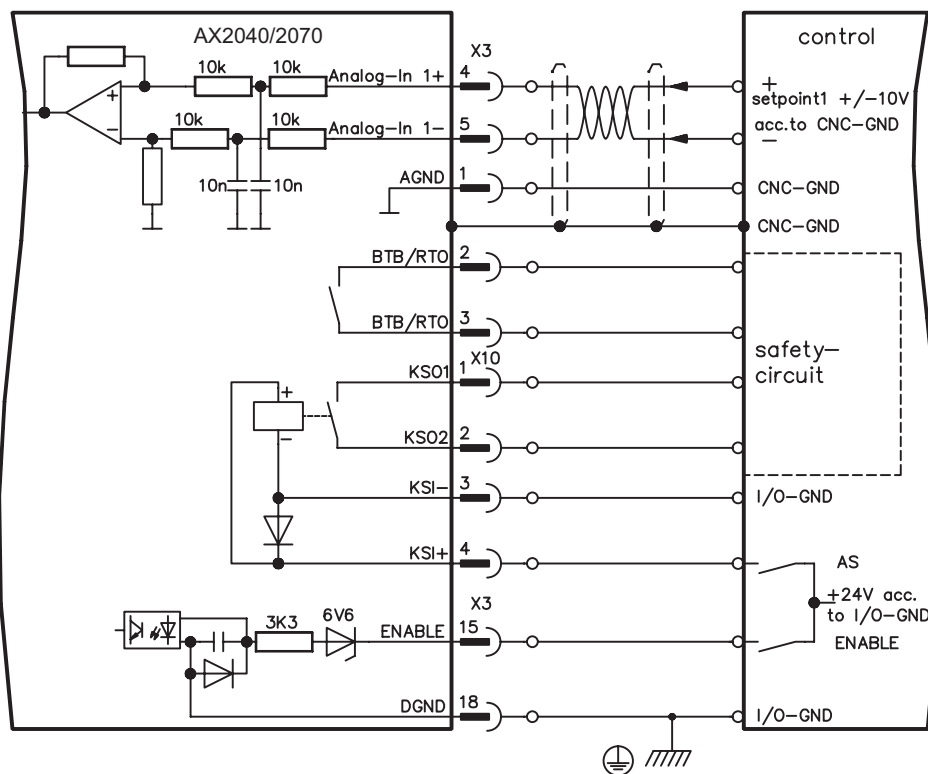 AX2040/2070
control
X3
10k
10k
Analog-In 1+
4
+
setpoint1 +/-10V
acc.to CNC-GND
−
+
−
10k
10k
Analog-In 1-
5
10n
10n
AGND
1
CNC-GND
CNC-GND
BTB/RTO
2
BTB/RTO
3
safety-
circuit
X10
KSO1
1
+
−
KSO2
2
KSI-
3
I/O-GND
KSI+
4
AS
+24V acc.
to I/O-GND
X3
3K3
6V6
ENABLE
15
ENABLE
DGND
18
I/O-GND